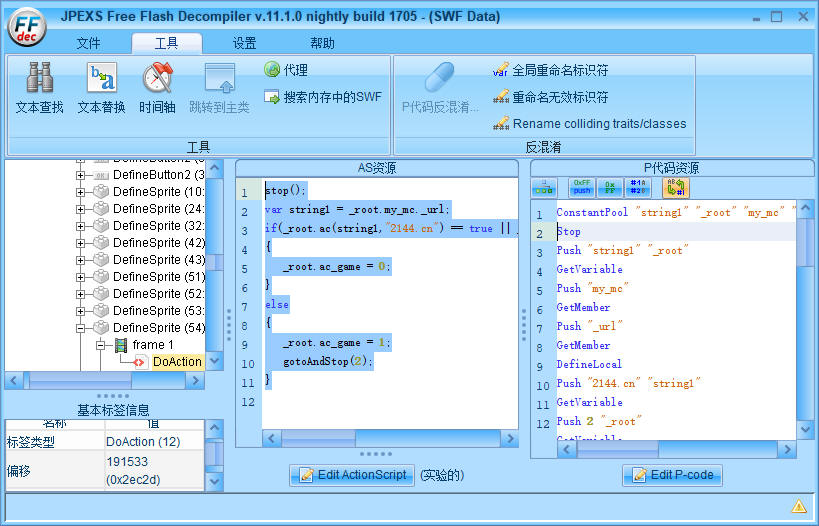 JPEXS Free Flash Decompiler v.11.1.0 nightly build 1705 - (SWF Data)
FF
dec
文件
工具
设置
帮助
文本查找
文本替换
时间轴
跳转到主类
代理
搜索内存中的SWF
工具
P代码反混淆...
全局重命名标识符
重命名无效标识符
Rename colliding traits/classes
反混淆
DefineButton2 (3
DefineSprite (10:
DefineSprite (24:
DefineSprite (32:
DefineSprite (42)
DefineSprite (43)
DefineSprite (51)
DefineSprite (52:
DefineSprite (53:
DefineSprite (54)
frame 1
DoAction
基本标签信息
名称
值
标签类型
DoAction (12)
偏移
191533
(0x2ec2d)
AS资源
1 stop();
2 var string1 = _root.my_mc._url;
3 if(_root.ac(string1,"2144.cn") == true || _
4 {
5 _root.ac_game = 0;
6 }
7 else
8 {
9 _root.ac_game = 1;
10 gotoAndStop(2);
11 }
12
Edit ActionScript
(实验的)
P代码资源
1 ConstantPool "string1" "_root" "my_mc" "
2 Stop
3 Push "string1" "_root"
4 GetVariable
5 Push "my_mc"
6 GetMember
7 Push "_url"
8 GetMember
9 DefineLocal
10 Push "2144.cn" "string1"
11 GetVariable
12 Push 2 "_root"
GetVariable
Edit P-code